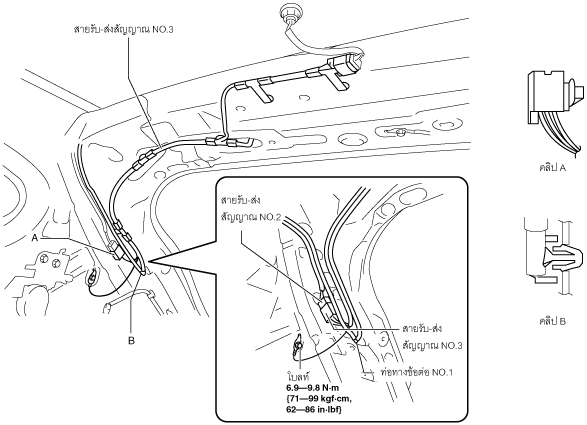 สายรับ-ส่งสัญญาณ NO.3
คลิป A
สายรับ-ส่ง
สัญญาณ NO.2
A
B
คลิป B
สายรับ-ส่ง
สัญญาณ NO.3
ท่อทางข้อต่อ NO.1
โบลท์
6.9—9.8 N·m
{71—99 kgf·cm,
62—86 in·lbf}